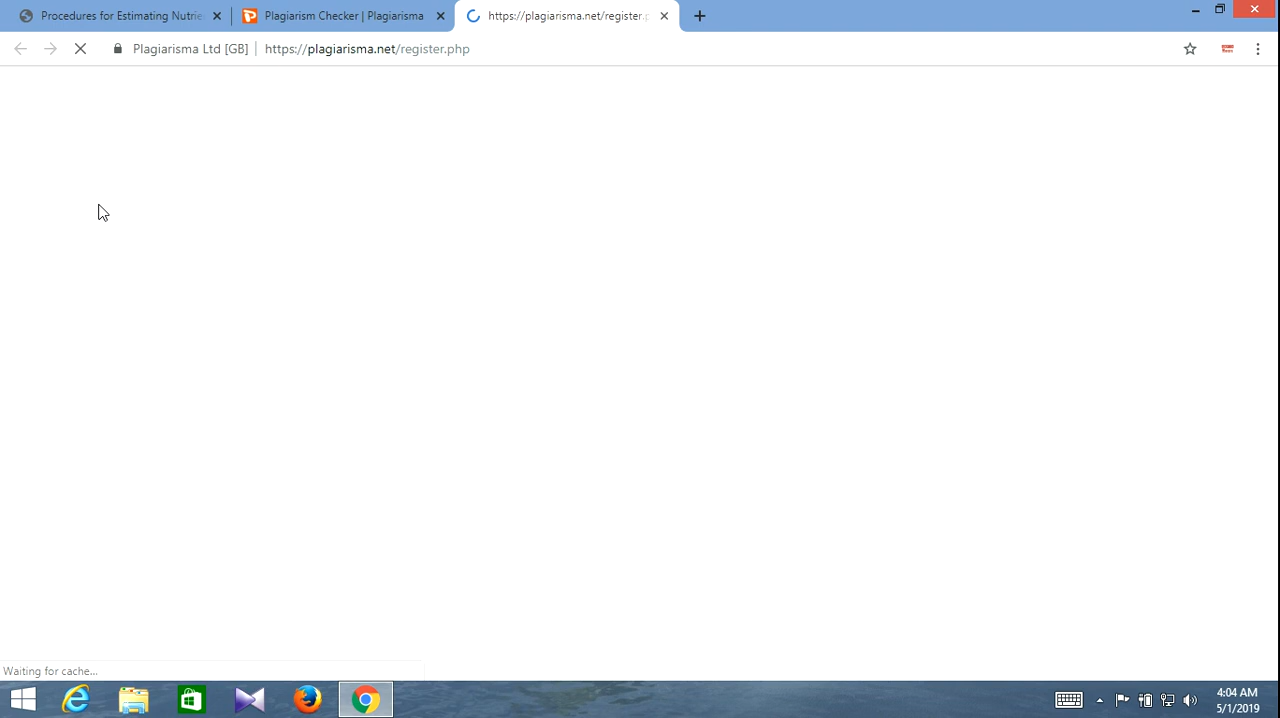 Procedures for Estimating Nutrie
Plagiarism Checker | Plagiarisma
https://plagiarisma.net/register.p
Plagiarisma Ltd [GB]
https://plagiarisma.net/register.php
Waiting for cache...
4:04 AM
5/1/2019